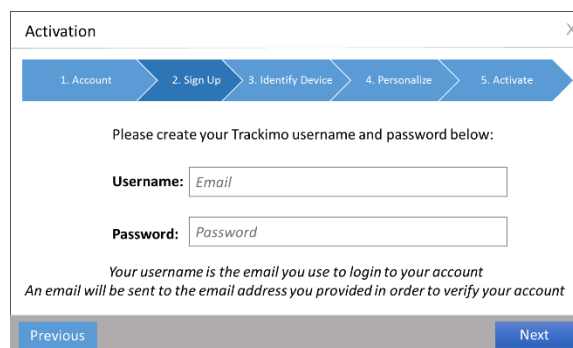 Activation
X
1. Account
2. Sign Up
3. Identify Device
4. Personalize
5. Activate
Please create your Trackimo username and password below:
Username:
Email
Password:
Password
Your username is the email you use to login to your account
An email will be sent to the email address you provided in order to verify your account
Previous
Next